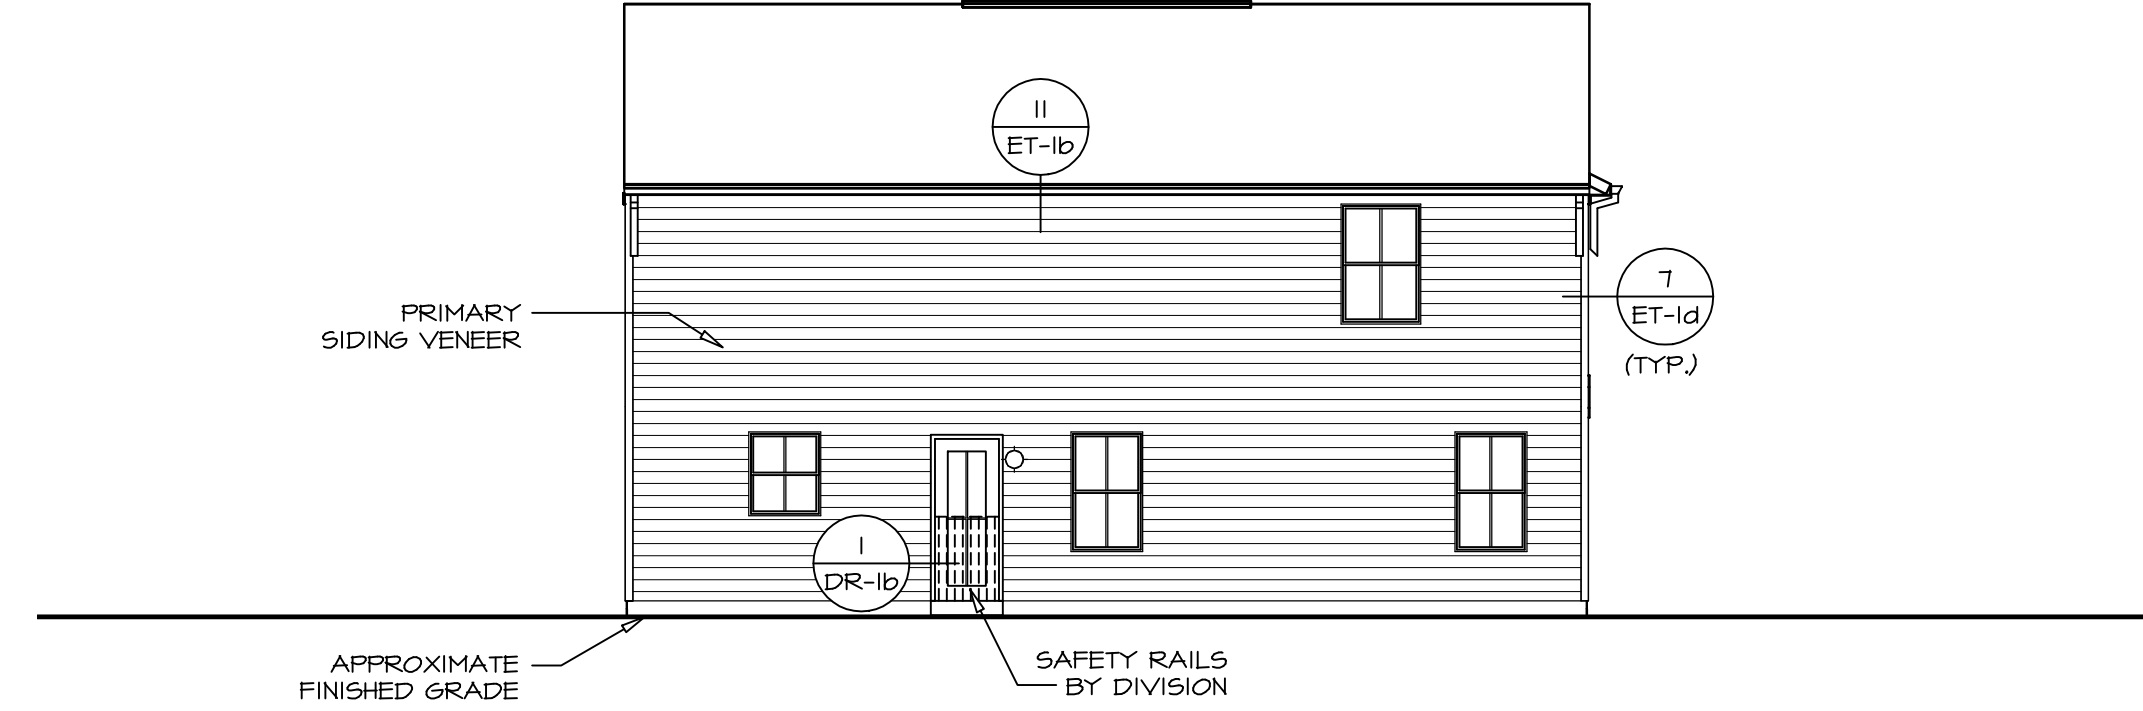 11
ET-1b
7
ET-1d
(TYP.)
PRIMARY
SIDING VENEER
1
DR-1b
APPROXIMATE
FINISHED GRADE
SAFETY RAILS
BY DIVISION